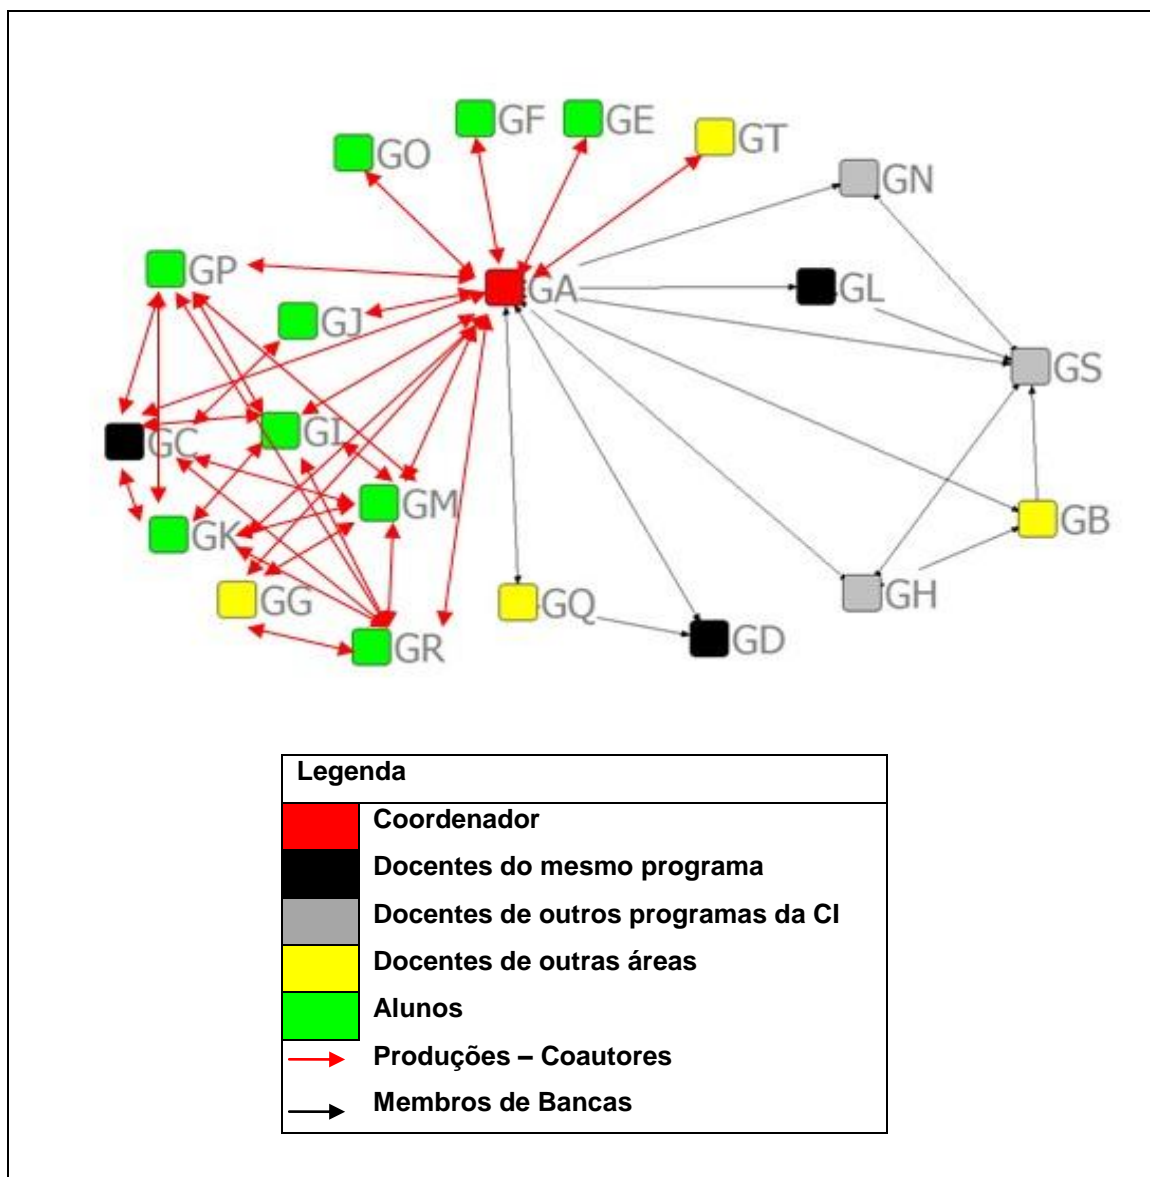 GF
GE
GT
GO
GN
GP
GA
GL
GJ
GS
GI
GC
GM
GB
GK
GG
GQ
GH
GR
GD
Legenda
Coordenador
Docentes do mesmo programa
Docentes de outros programas da CI
Docentes de outras áreas
Alunos
Produções – Coautores
Membros de Bancas